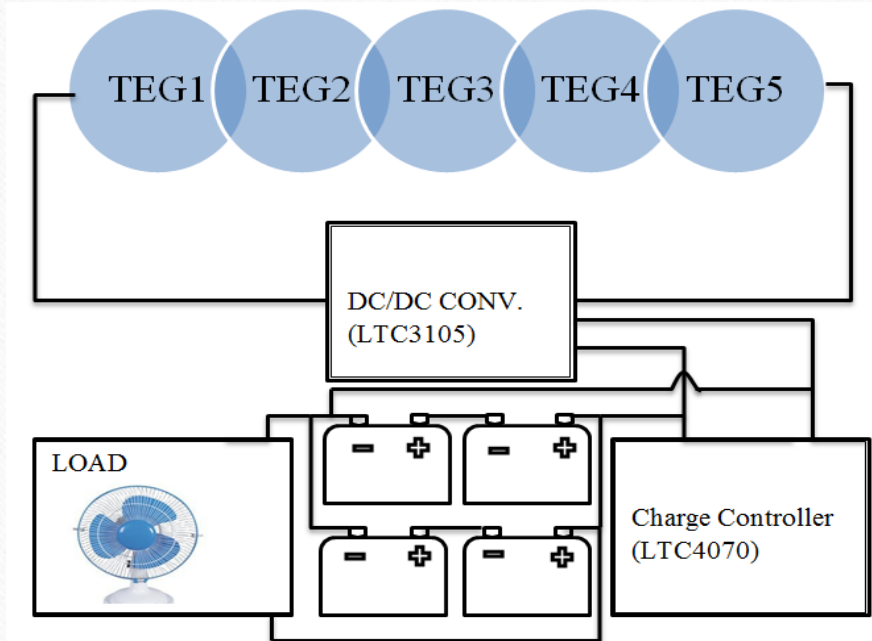 TEG1 TEG2 TEG3 TEG4 TEG5
DC/DC CONV.
(LTC3105)
LOAD
- + - +
Charge Controller
(LTC4070)
- + - +